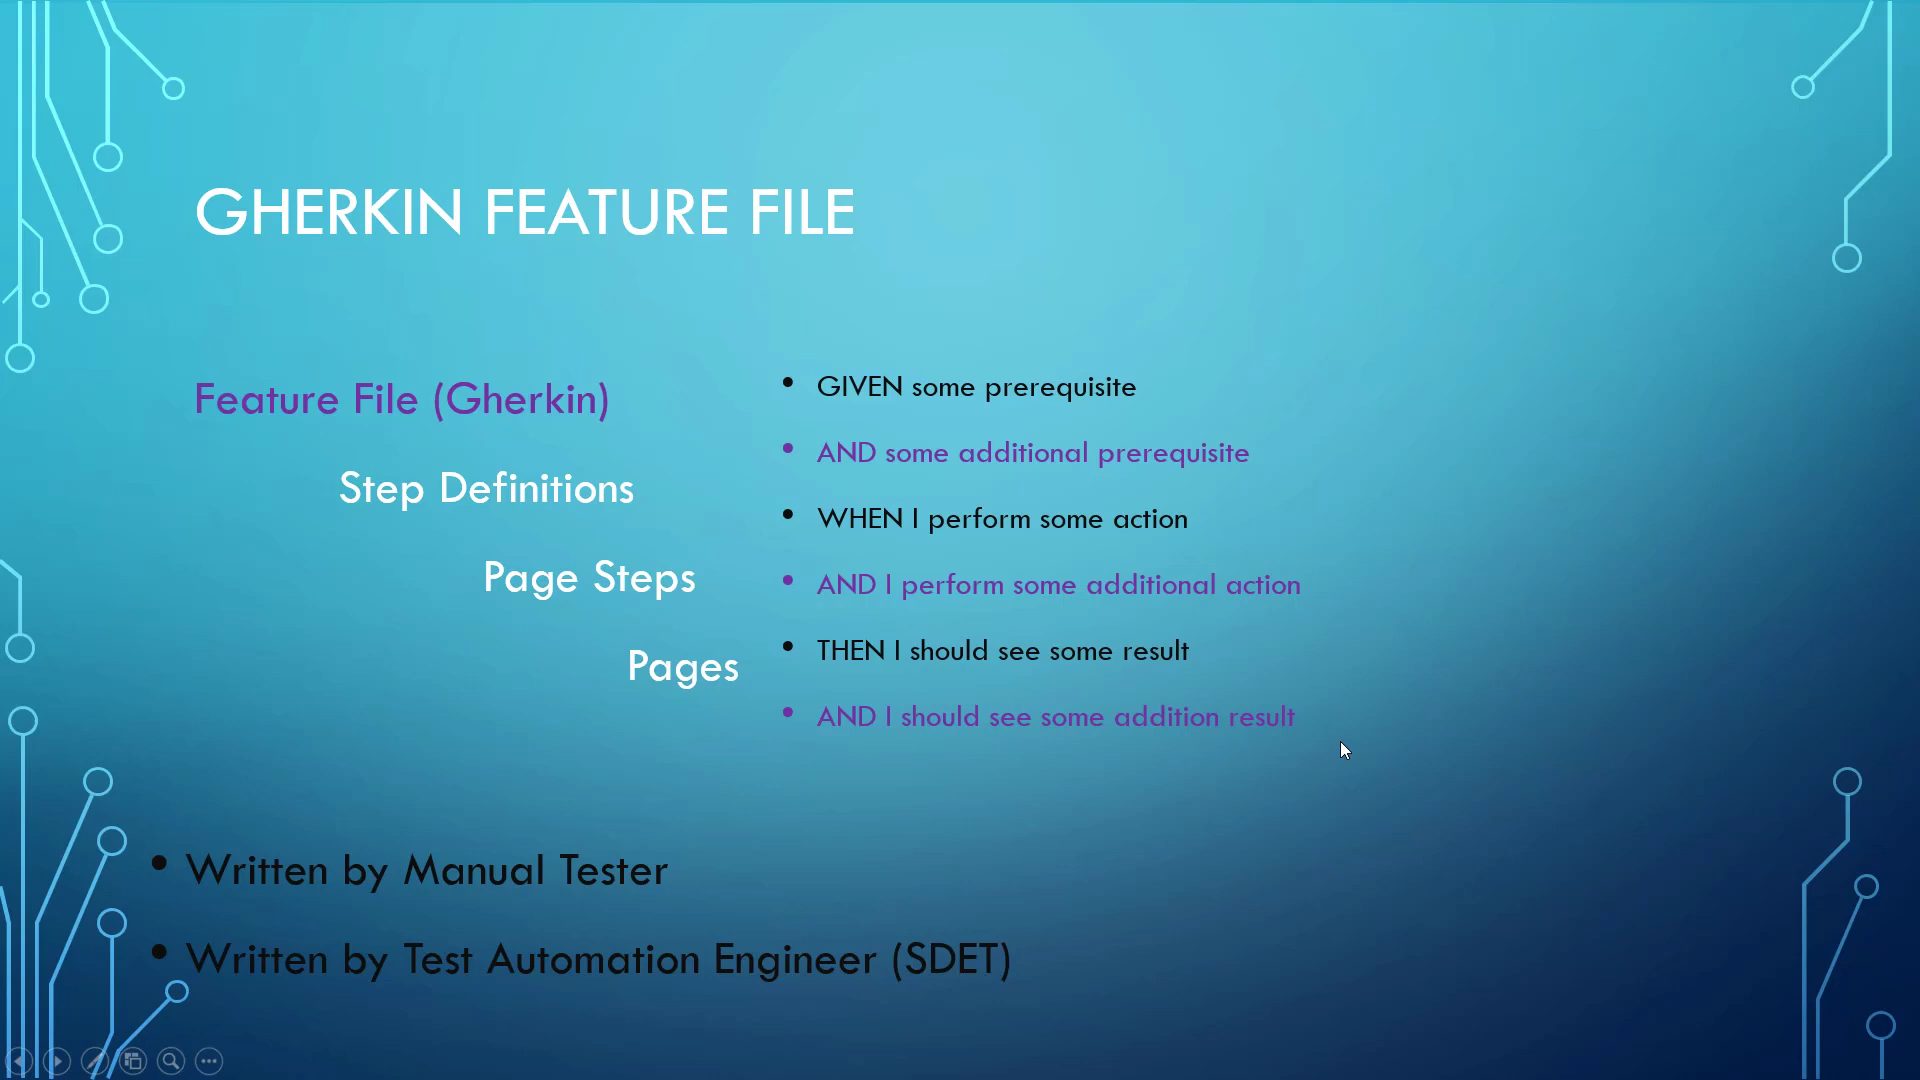 GHERKIN FEATURE FILE
Feature File (Gherkin)
Step Definitions
Page Steps
Pages
• GIVEN some prerequisite
• AND some additional prerequisite
• WHEN I perform some action
• AND I perform some additional action
• THEN I should see some result
• AND I should see some addition result
• Written by Manual Tester
• Written by Test Automation Engineer (SDET)